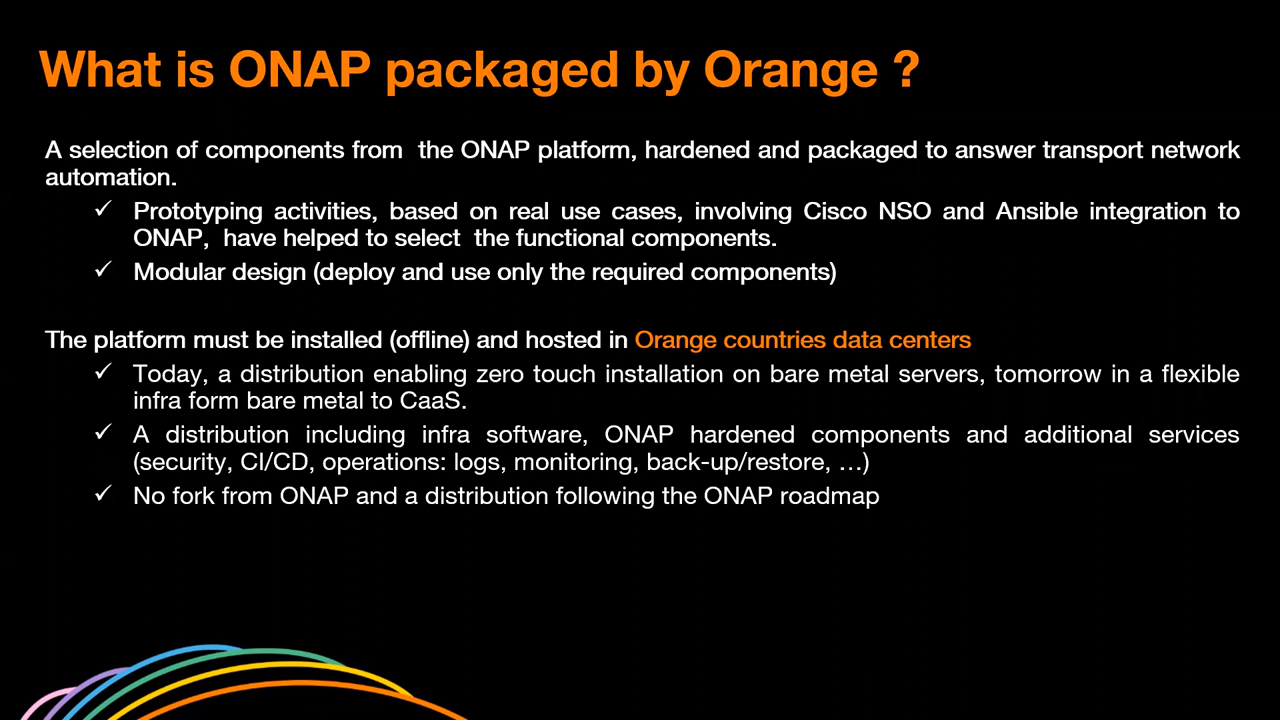 What is ONAP packaged by Orange ?
A selection of components from the ONAP platform, hardened and packaged to answer transport network
automation.
✓ Prototyping activities, based on real use cases, involving Cisco NSO and Ansible integration to
ONAP, have helped to select the functional components.
✓ Modular design (deploy and use only the required components)
The platform must be installed (offline) and hosted in Orange countries data centers
✓ Today, a distribution enabling zero touch installation on bare metal servers, tomorrow in a flexible
infra form bare metal to CaaS.
✓ A distribution including infra software, ONAP hardened components and additional services
(security, CI/CD, operations: logs, monitoring, back-up/restore, …)
✓ No fork from ONAP and a distribution following the ONAP roadmap